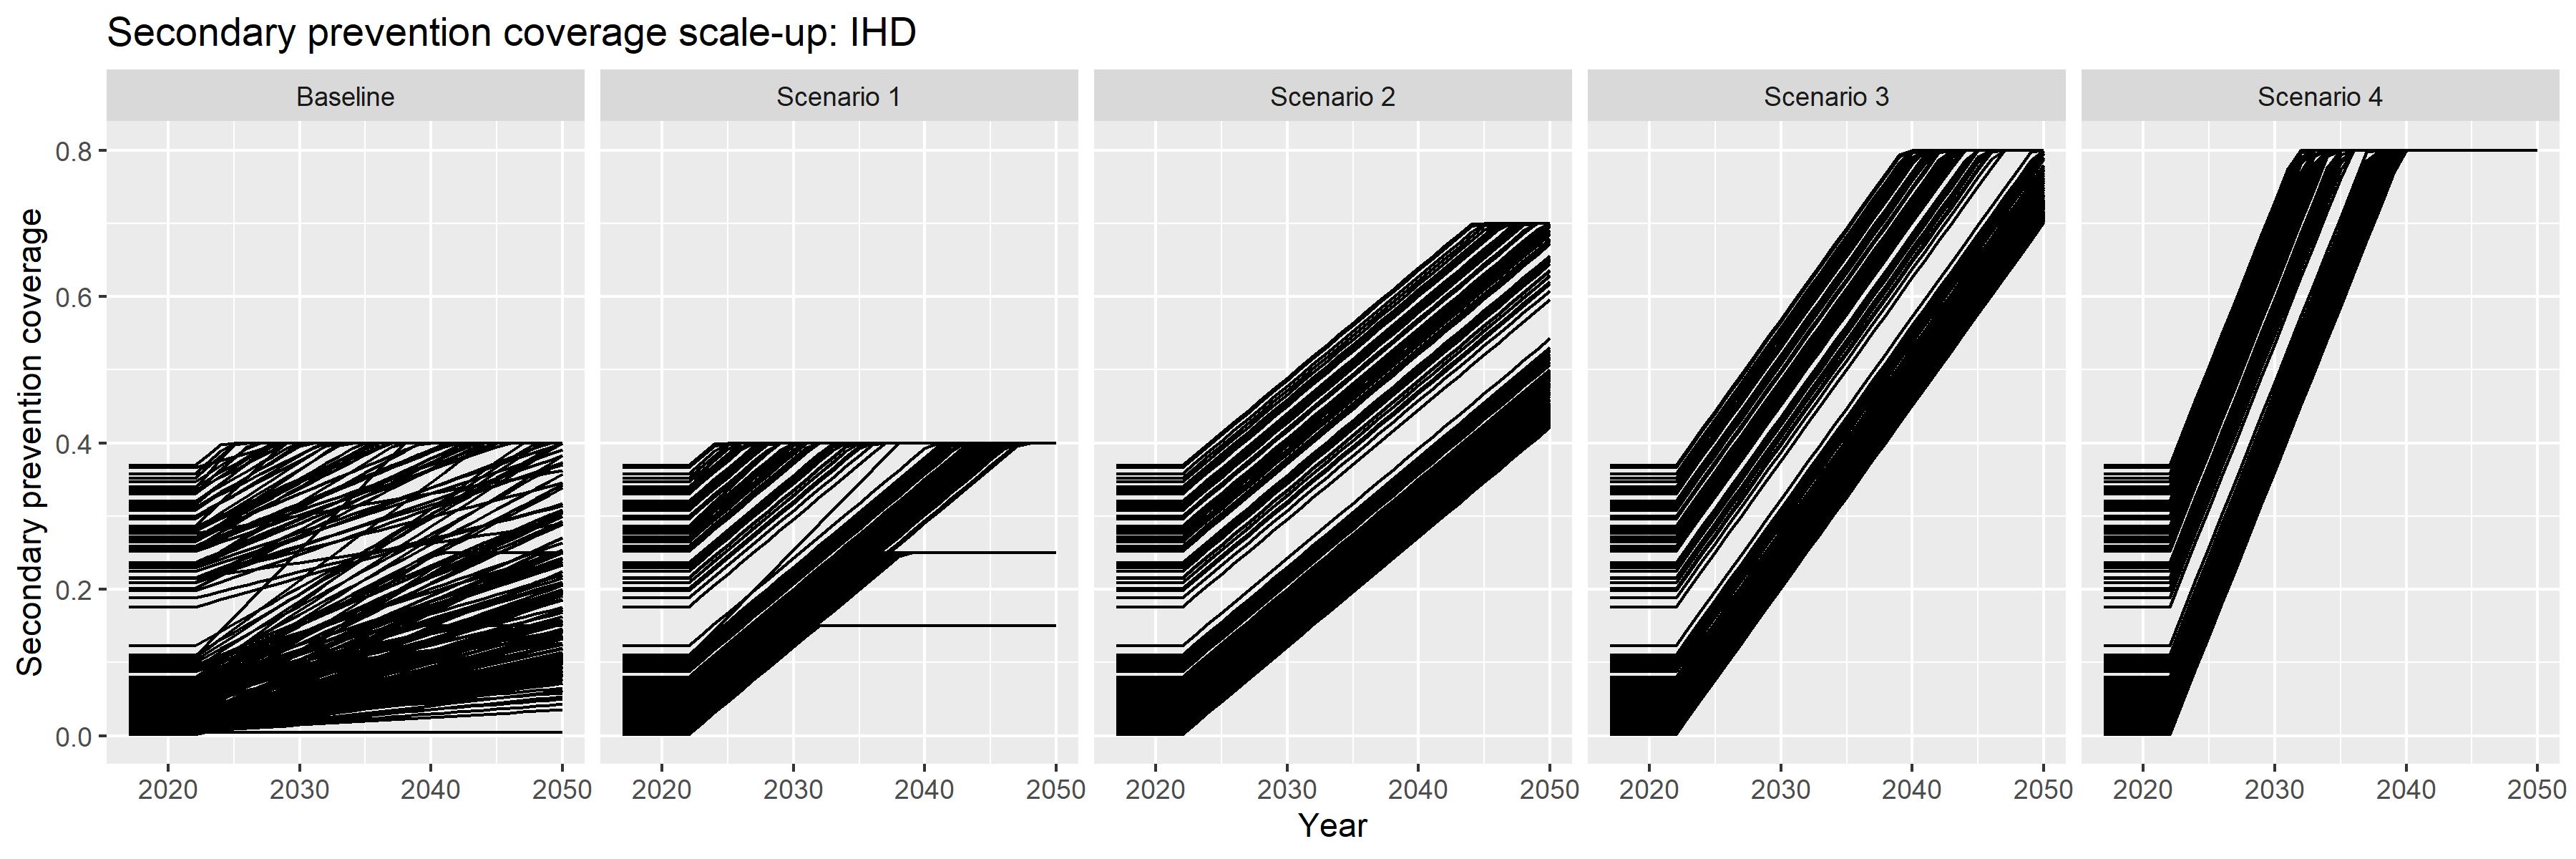 Secondary prevention coverage scale-up: IHD
Baseline Scenario 1 Scenario 2 Scenario 3 Scenario 4
Secondary prevention coverage
0.8
0.6
0.4
0.2
0.0
2020 2030 2040 2050 2020 2030 2040 2050 2020 2030 2040 2050 2020 2030 2040 2050 2020 2030 2040 2050
Year